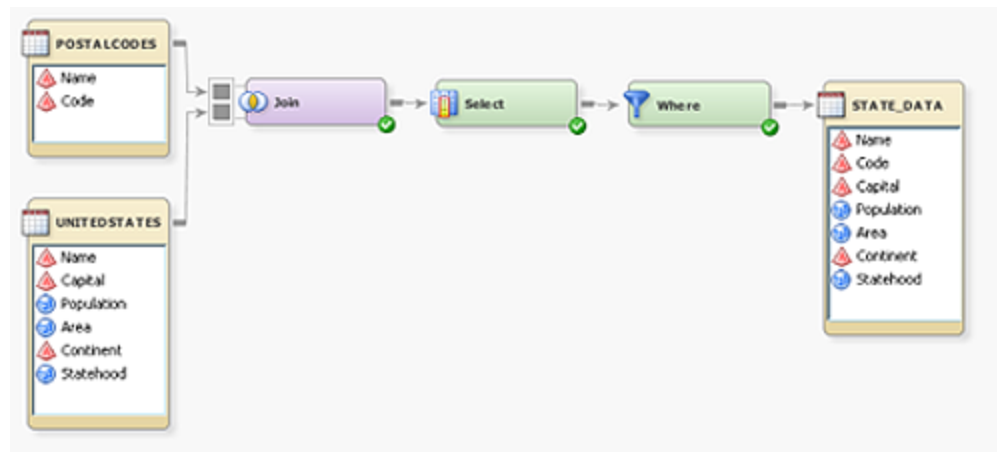 POSTALCODES
Name
Code
UNITEDSTATES
Name
Capital
Population
Area
Continent
Statehood
Join
Select
Where
STATE_DATA
Name
Code
Capital
Population
Area
Continent
Statehood